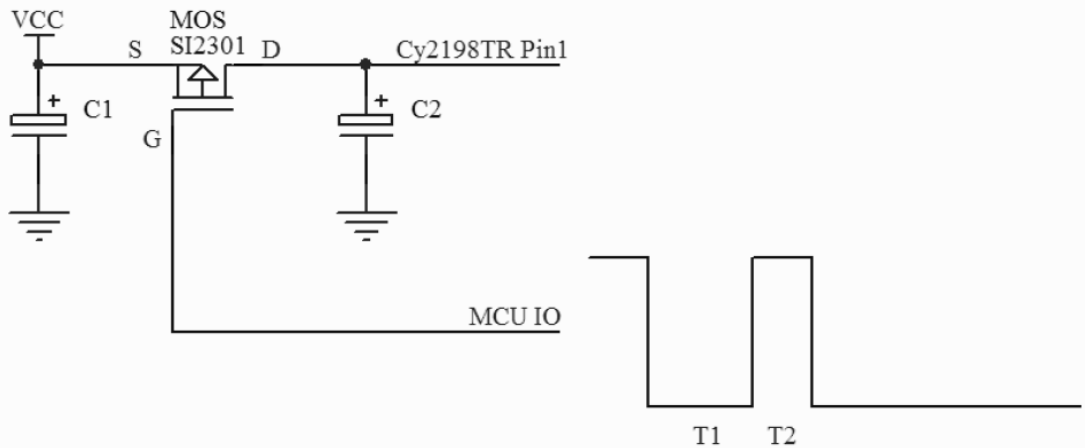 VCC
MOS
SI2301
S
D
Cy2198TR Pin1
+
C1
+
C2
G
MCU IO
T1
T2